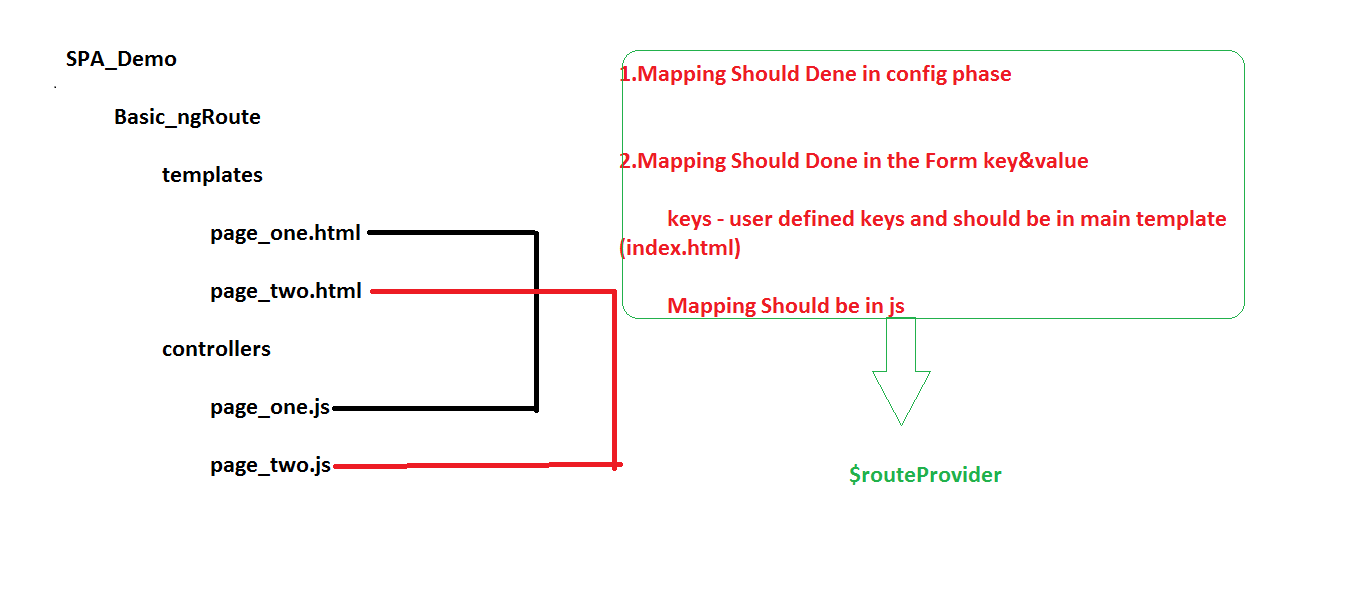 SPA_Demo
Basic_ngRoute
templates
page_one.html
page_two.html
controllers
page_one.js
page_two.js
1.Mapping Should Dene in config phase
2.Mapping Should Done in the Form key&value
keys - user defined keys and should be in main template
(index.html)
Mapping Should be in js
$routeProvider